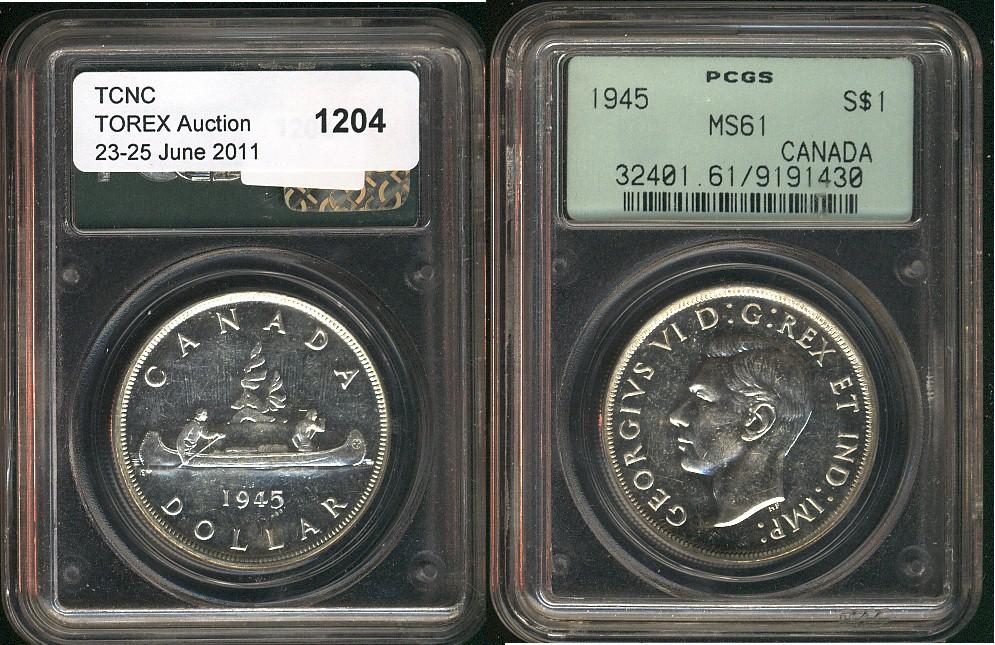 TCNC
TOREX Auction
23-25 June 2011
1204
CANADA
1945
DOLLAR
PCGS
1945
S$1
MS61
CANADA
32401.61/9191430
GEORGIVS VI D:G:REX ET IND:IMP:
HP